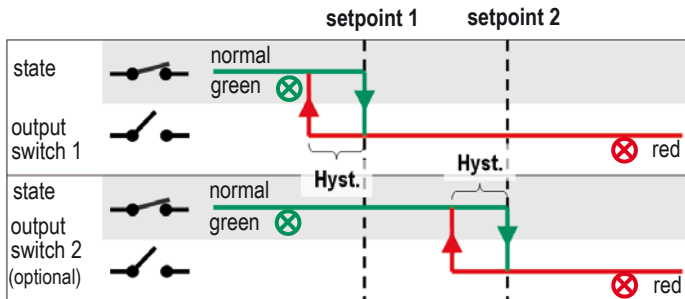 setpoint 1 setpoint 2
state normal
green
output
switch 1 red
Hyst. Hyst.
state normal
output green
switch 2
(optional) red